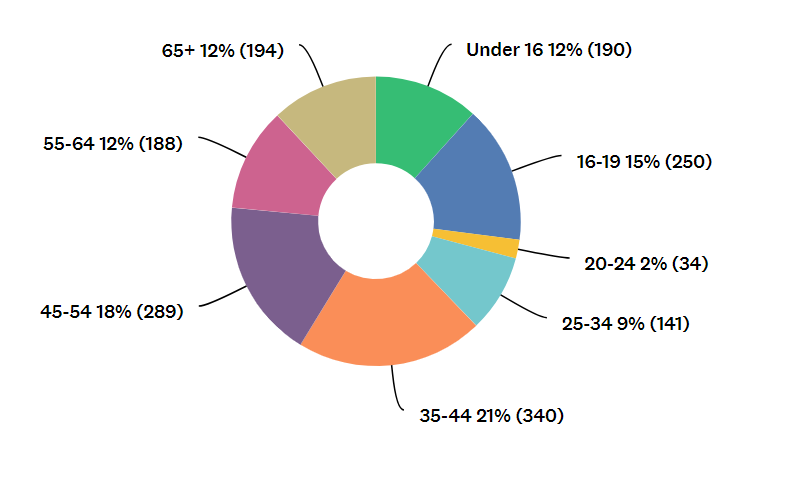 65+ 12% (194)
Under 16 12% (190)
55-64 12% (188)
16-19 15% (250)
20-24 2% (34)
45-54 18% (289)
25-34 9% (141)
35-44 21% (340)